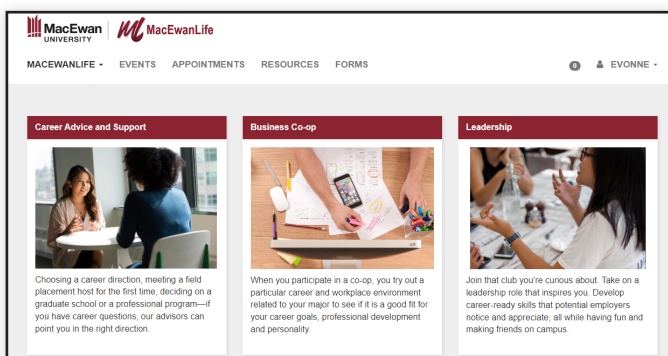 MacEwan
UNIVERSITY
MacEwanLife
MACEWANLIFE EVENTS APPOINTMENTS RESOURCES FORMS 0 EVONNE
Career Advice and Support
Choosing a career direction, meeting a field
placement host for the first time, deciding on a
graduate school or a professional program—if
you have career questions, our advisors can
point you in the right direction.
Business Co-op
When you participate in a co-op, you try out a
particular career and workplace environment
related to your major to see if it is a good fit for
your career goals, professional development
and personality.
Leadership
Join that club you're curious about. Take on a
leadership role that inspires you. Develop
career-ready skills that potential employers
notice and appreciate, all while having fun and
making friends on campus.